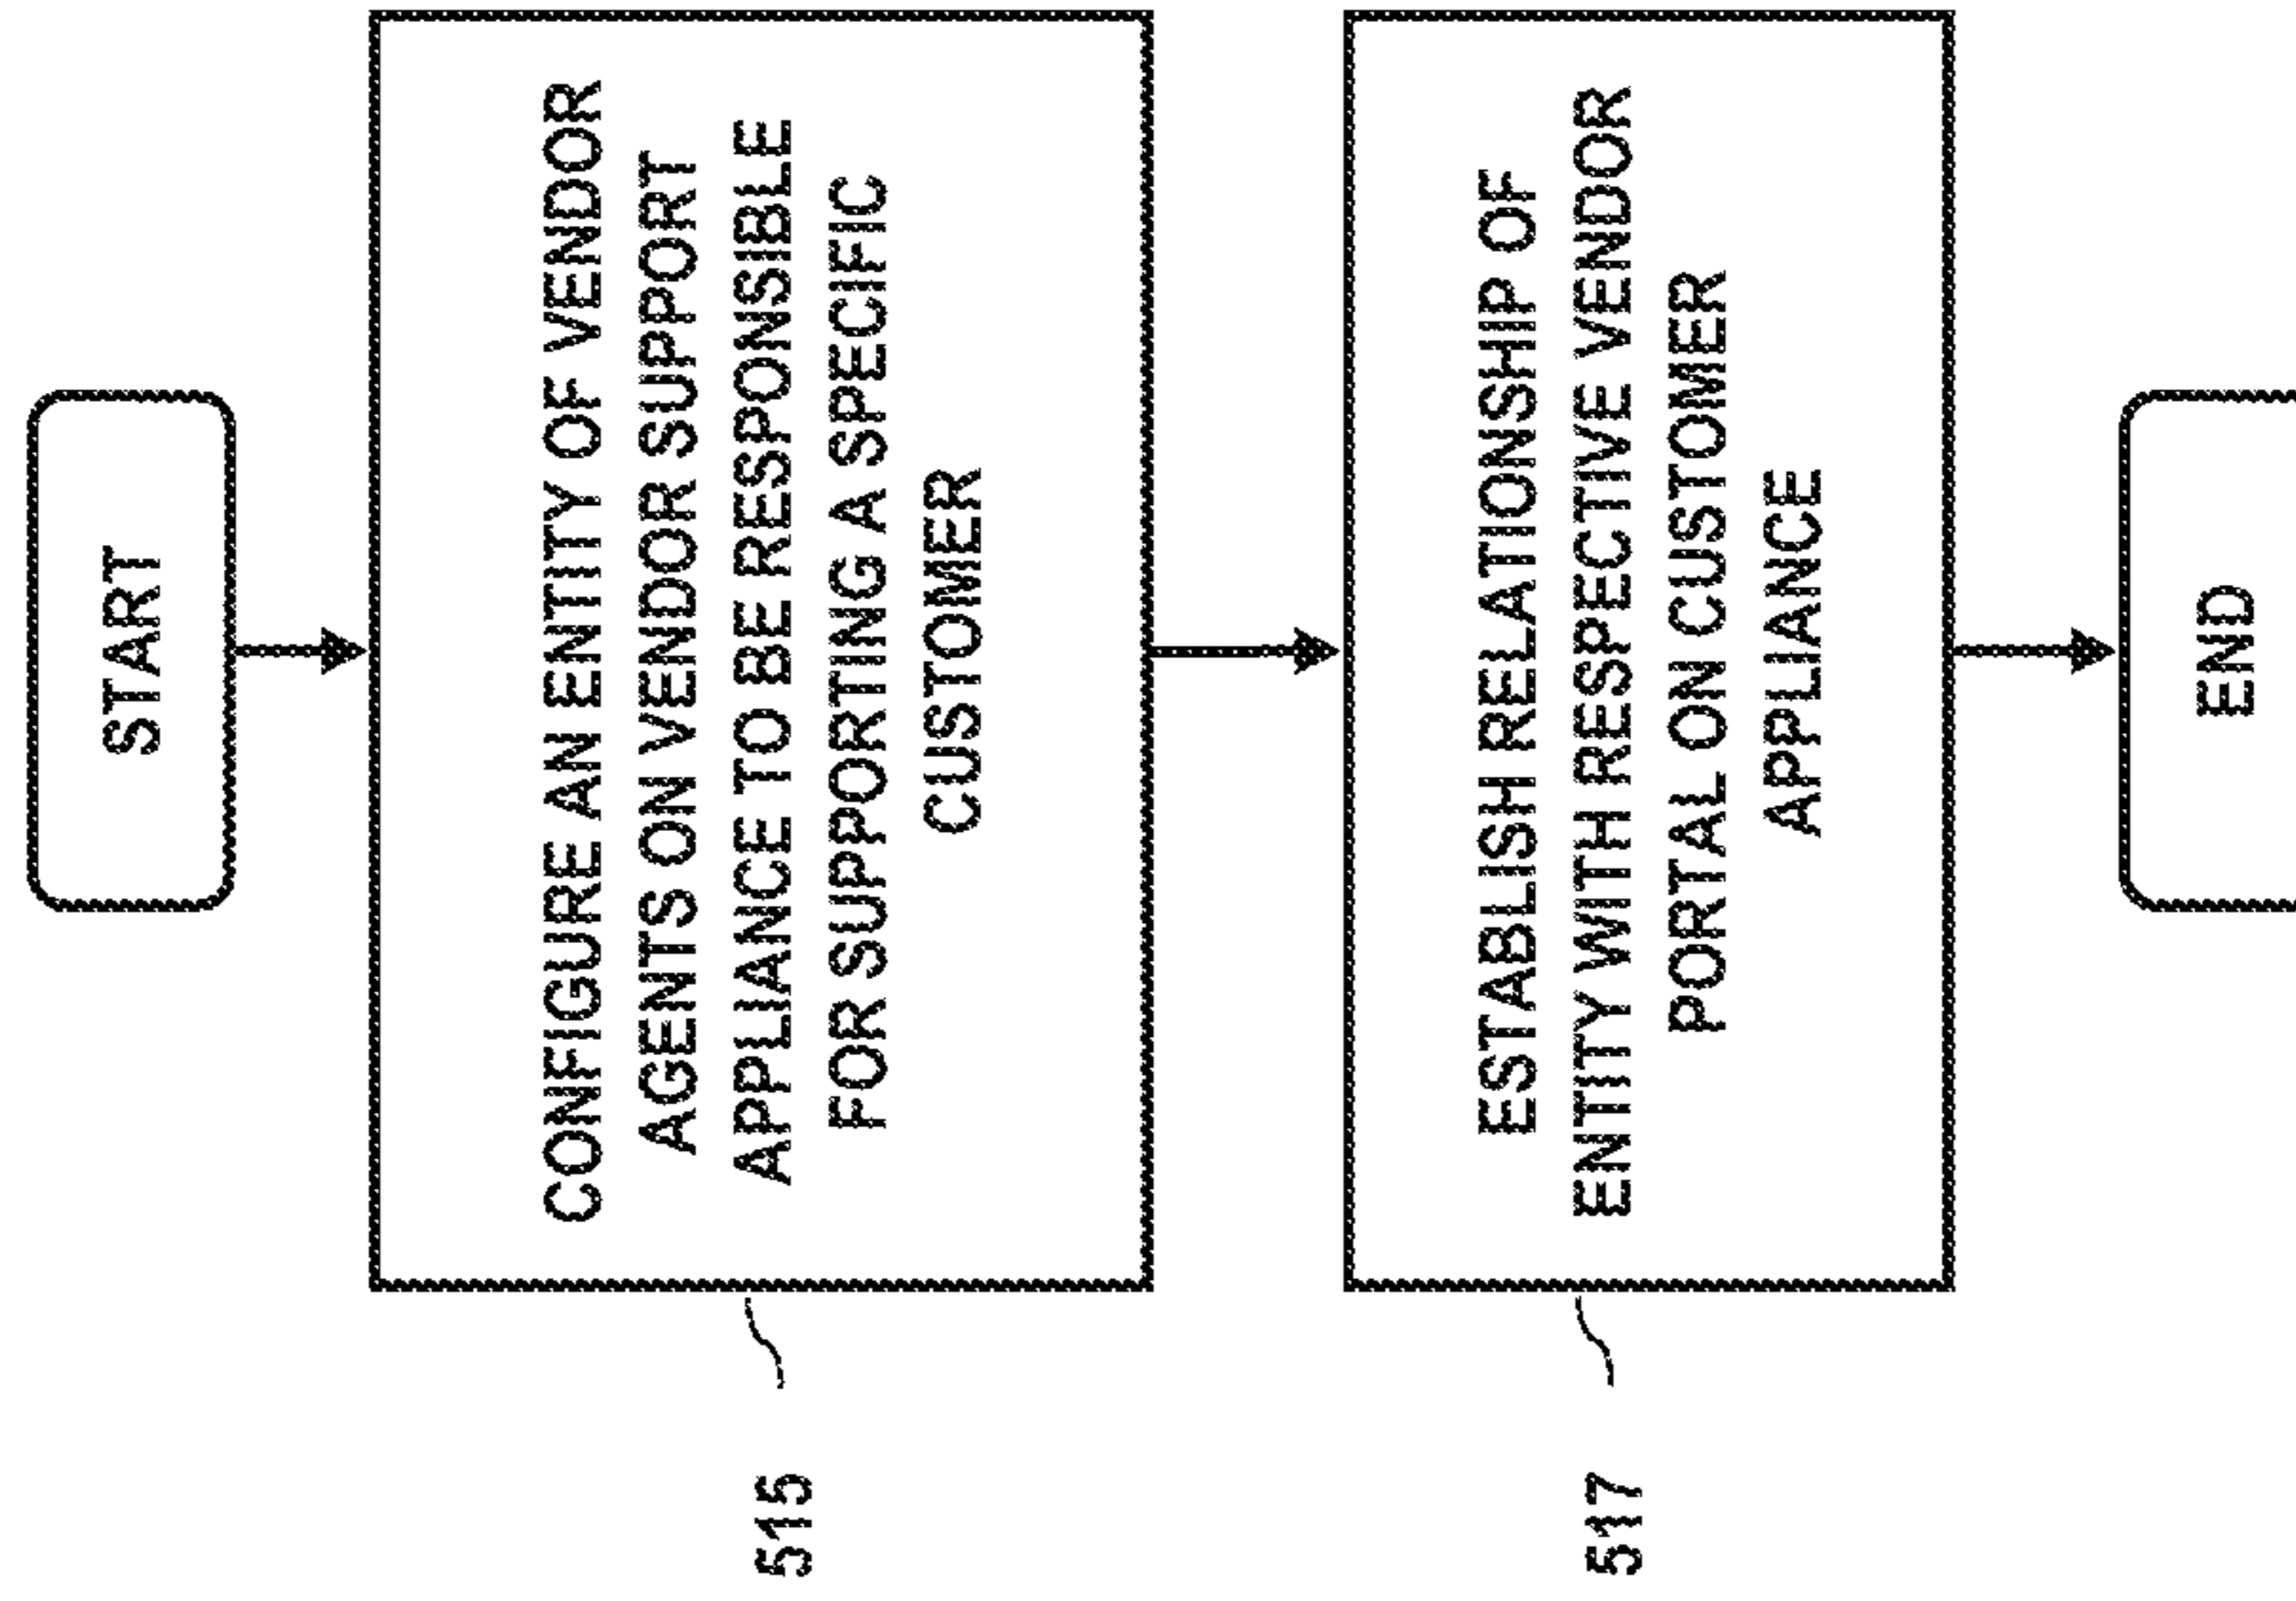 START
CONFIGURE AN ENTITY OF VENDOR
AGENTS ON VENDOR SUPPORT
APPLIANCE TO BE RESPONSIBLE
FOR SUPPORTING A SPECIFIC
CUSTOMER
515
ESTABLISH RELATIONSHIP OF
ENTITY WITH RESPECTIVE VENDOR
PORTAL ON CUSTOMER
APPLIANCE
517
END